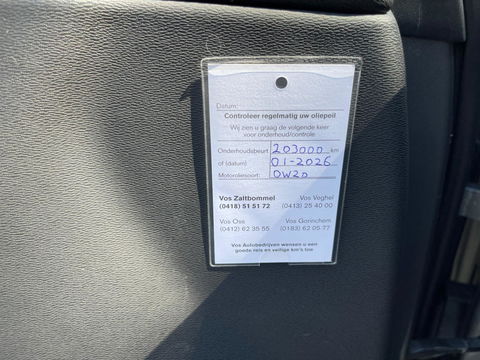 Datum:
Controleer regelmatig uw oliepeil
Wij zien u graag de volgende keer
voor onderhoud/controle
Onderhoudsbeurt 203000 km
of (datum) 01-2026
Motoroliesoort: 0W20
Vos Zaltbommel Vos Veghel
(0418) 51 51 72 (0413) 25 40 00
Vos Oss Vos Gorinchem
(0412) 62 35 55 (0183) 62 05 77
Vos Autobedrijven wensen u een
goede reis en veilige km's toe